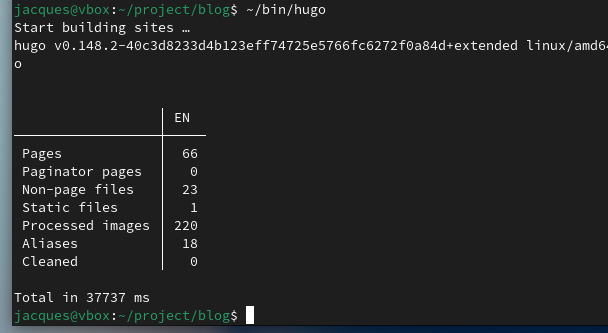 jacques@vbox:~/project/blog$ ~/bin/hugo
Start building sites …
hugo v0.148.2-40c3d8233d4b123eff74725e5766fc6272f0a84d+extended linux/amd64
o
EN
Pages 66
Paginator pages 0
Non-page files 23
Static files 1
Processed images 220
Aliases 18
Cleaned 0
Total in 37737 ms
jacques@vbox:~/project/blog$